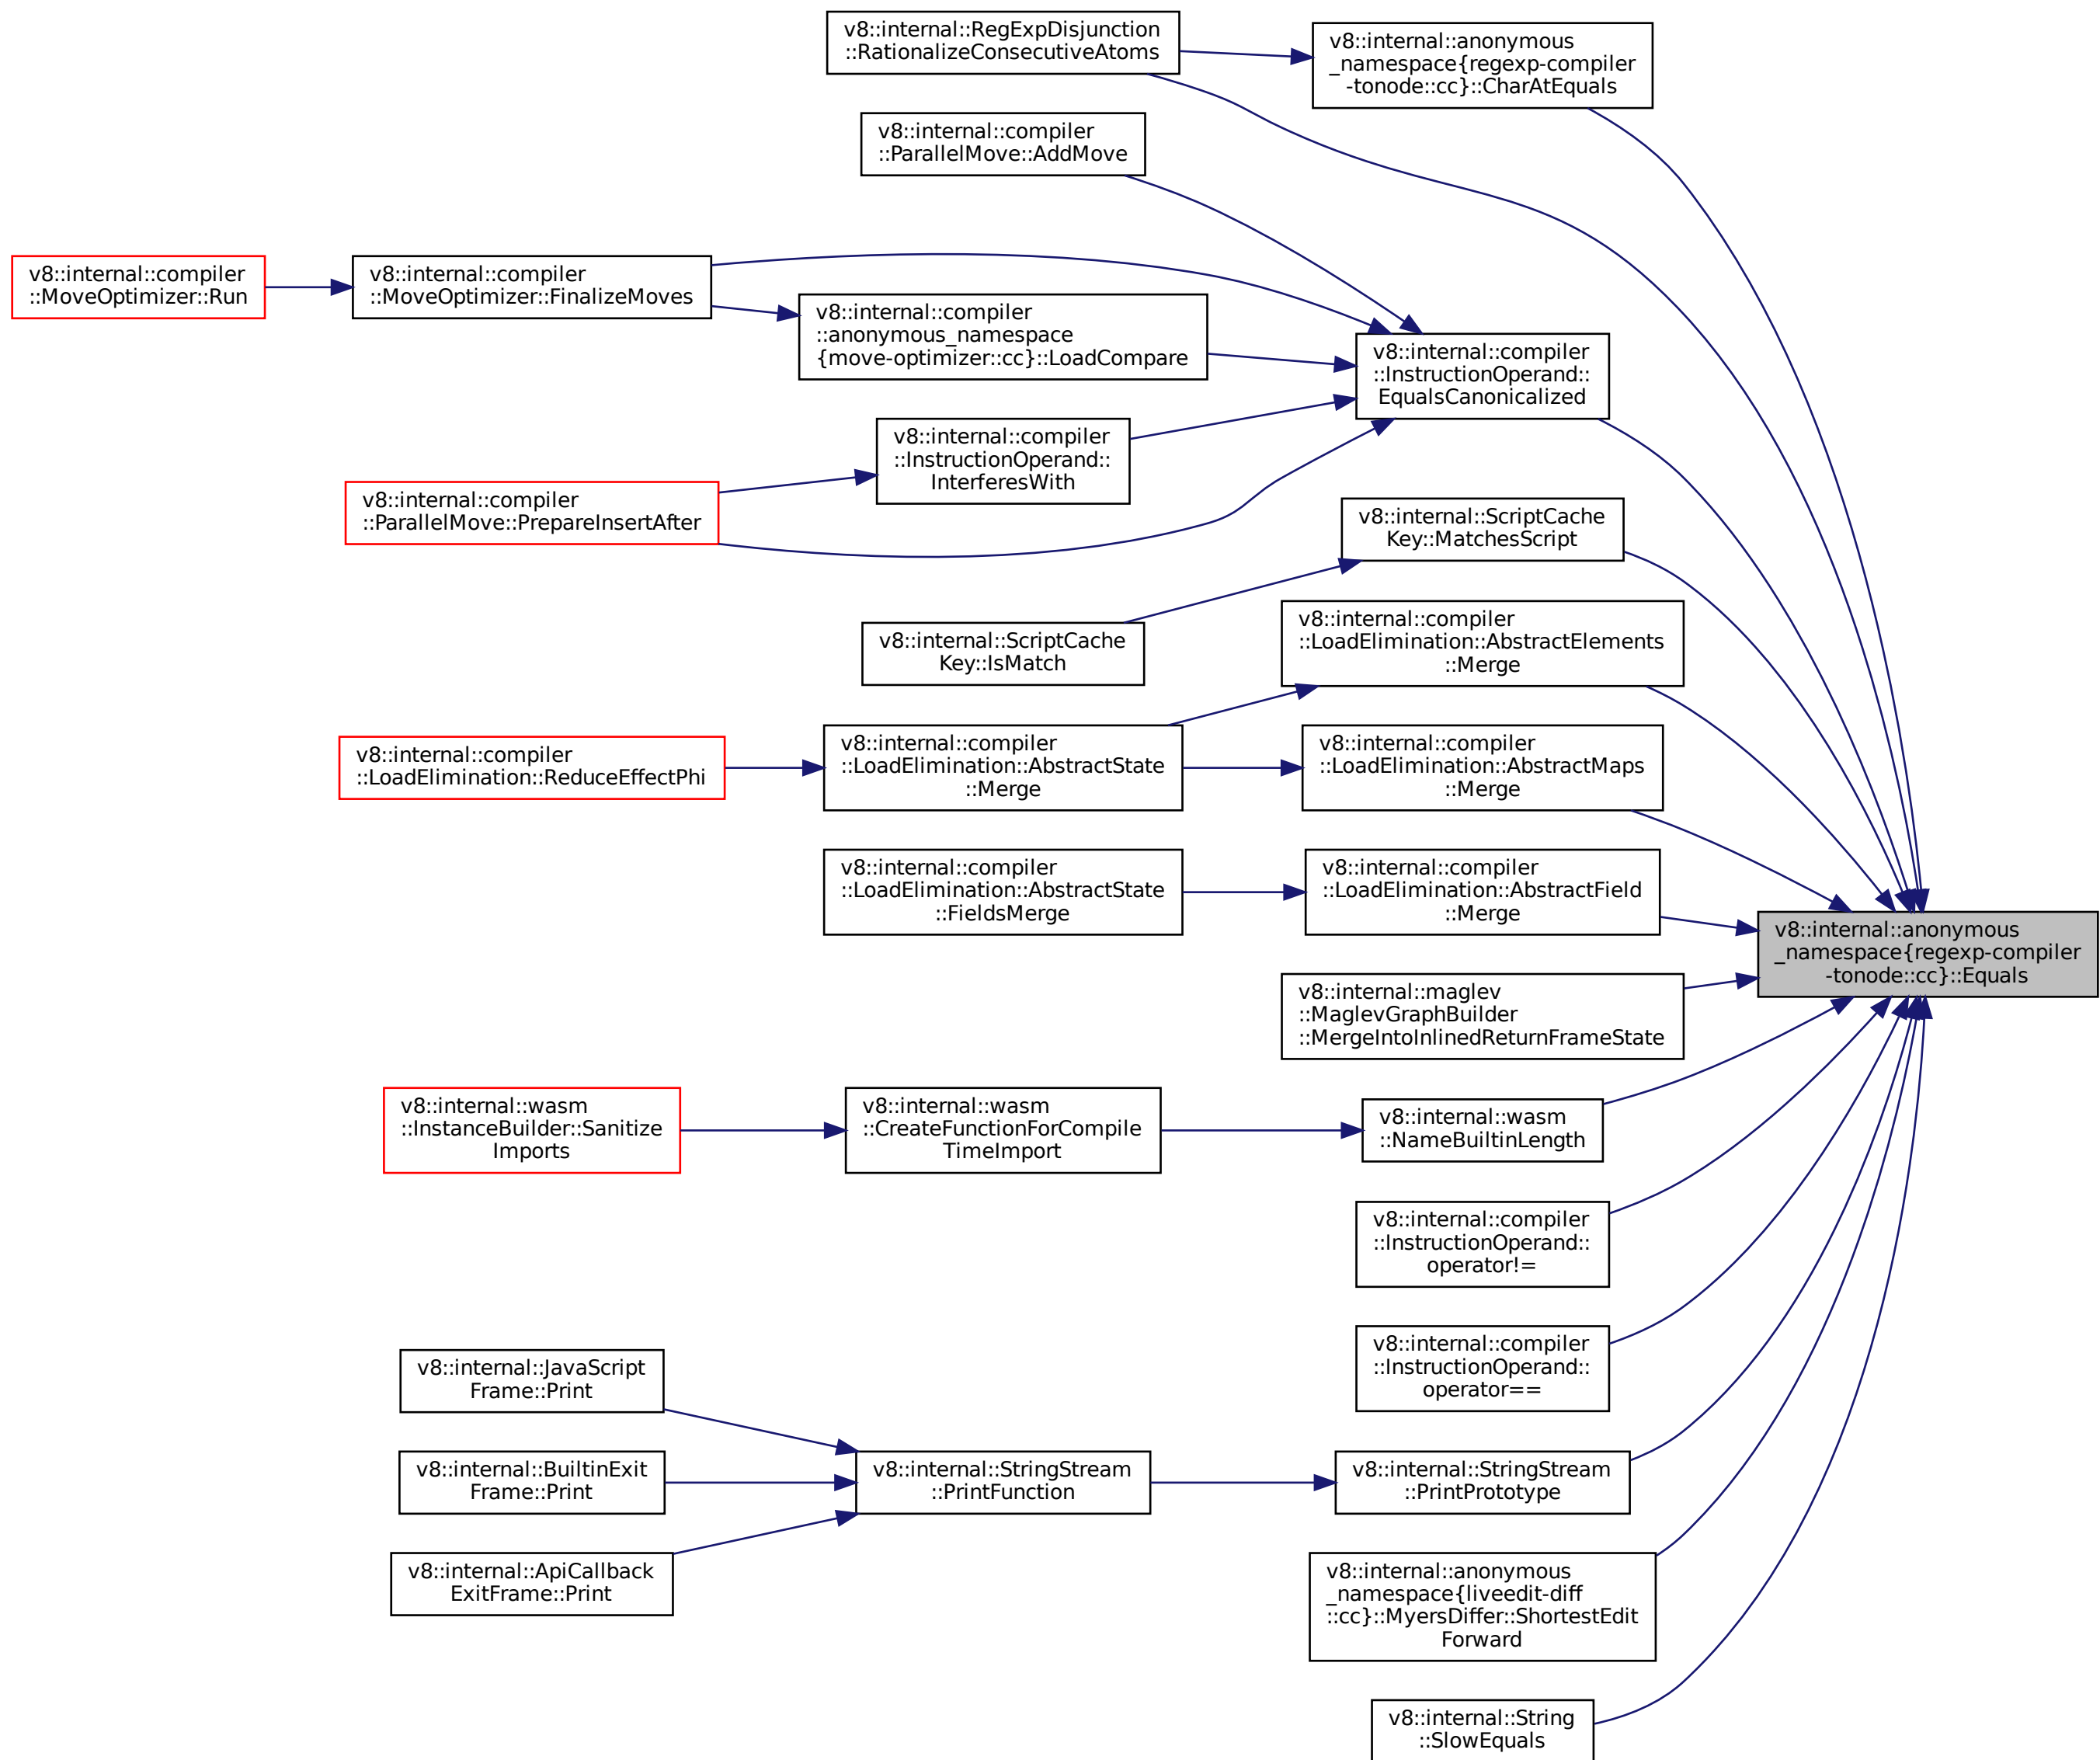 v8::internal::RegExpDisjunction
::RationalizeConsecutiveAtoms
v8::internal::anonymous
_namespace{regexp-compiler
-tonode::cc}::CharAtEquals
v8::internal::compiler
::ParallelMove::AddMove
v8::internal::compiler
::MoveOptimizer::Run
v8::internal::compiler
::MoveOptimizer::FinalizeMoves
v8::internal::compiler
::anonymous_namespace
{move-optimizer::cc}::LoadCompare
v8::internal::compiler
::InstructionOperand::
EqualsCanonicalized
v8::internal::compiler
::InstructionOperand::
InterferesWith
v8::internal::compiler
::ParallelMove::PrepareInsertAfter
v8::internal::ScriptCache
Key::MatchesScript
v8::internal::ScriptCache
Key::IsMatch
v8::internal::compiler
::LoadElimination::AbstractElements
::Merge
v8::internal::compiler
::LoadElimination::ReduceEffectPhi
v8::internal::compiler
::LoadElimination::AbstractState
::Merge
v8::internal::compiler
::LoadElimination::AbstractMaps
::Merge
v8::internal::compiler
::LoadElimination::AbstractState
::FieldsMerge
v8::internal::compiler
::LoadElimination::AbstractField
::Merge
v8::internal::anonymous
_namespace{regexp-compiler
-tonode::cc}::Equals
v8::internal::maglev
::MaglevGraphBuilder
::MergeIntoInlinedReturnFrameState
v8::internal::wasm
::InstanceBuilder::Sanitize
Imports
v8::internal::wasm
::CreateFunctionForCompile
TimeImport
v8::internal::wasm
::NameBuiltinLength
v8::internal::compiler
::InstructionOperand::
operator!=
v8::internal::compiler
::InstructionOperand::
operator==
v8::internal::JavaScript
Frame::Print
v8::internal::BuiltinExit
Frame::Print
v8::internal::StringStream
::PrintFunction
v8::internal::StringStream
::PrintPrototype
v8::internal::ApiCallback
ExitFrame::Print
v8::internal::anonymous
_namespace{liveedit-diff
::cc}::MyersDiffer::ShortestEdit
Forward
v8::internal::String
::SlowEquals